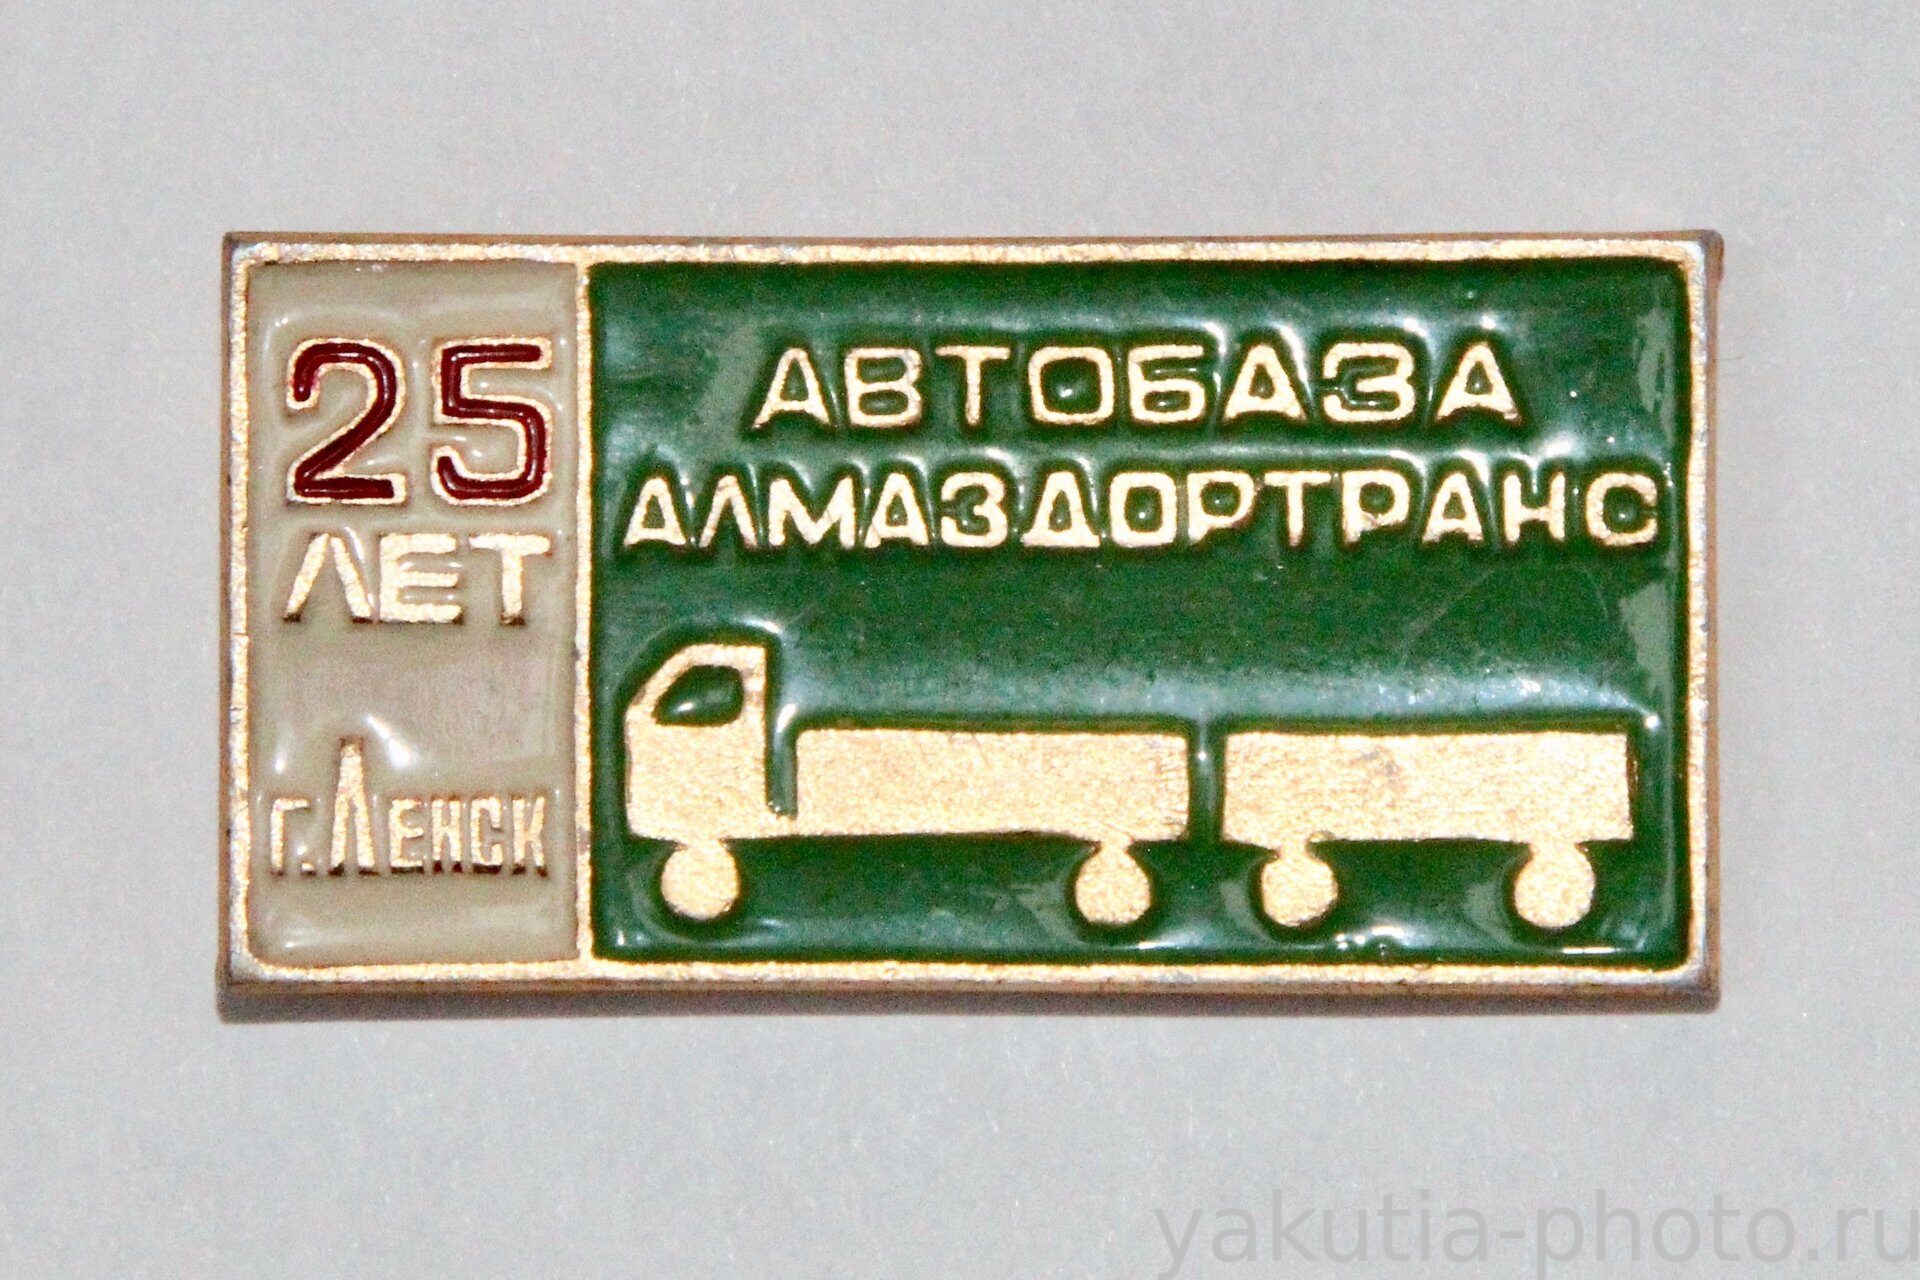 25
ЛЕТ
г. Ленск
АВТОБАЗА
АЛМАЗДОРТРАНС
yakutia-photo.ru